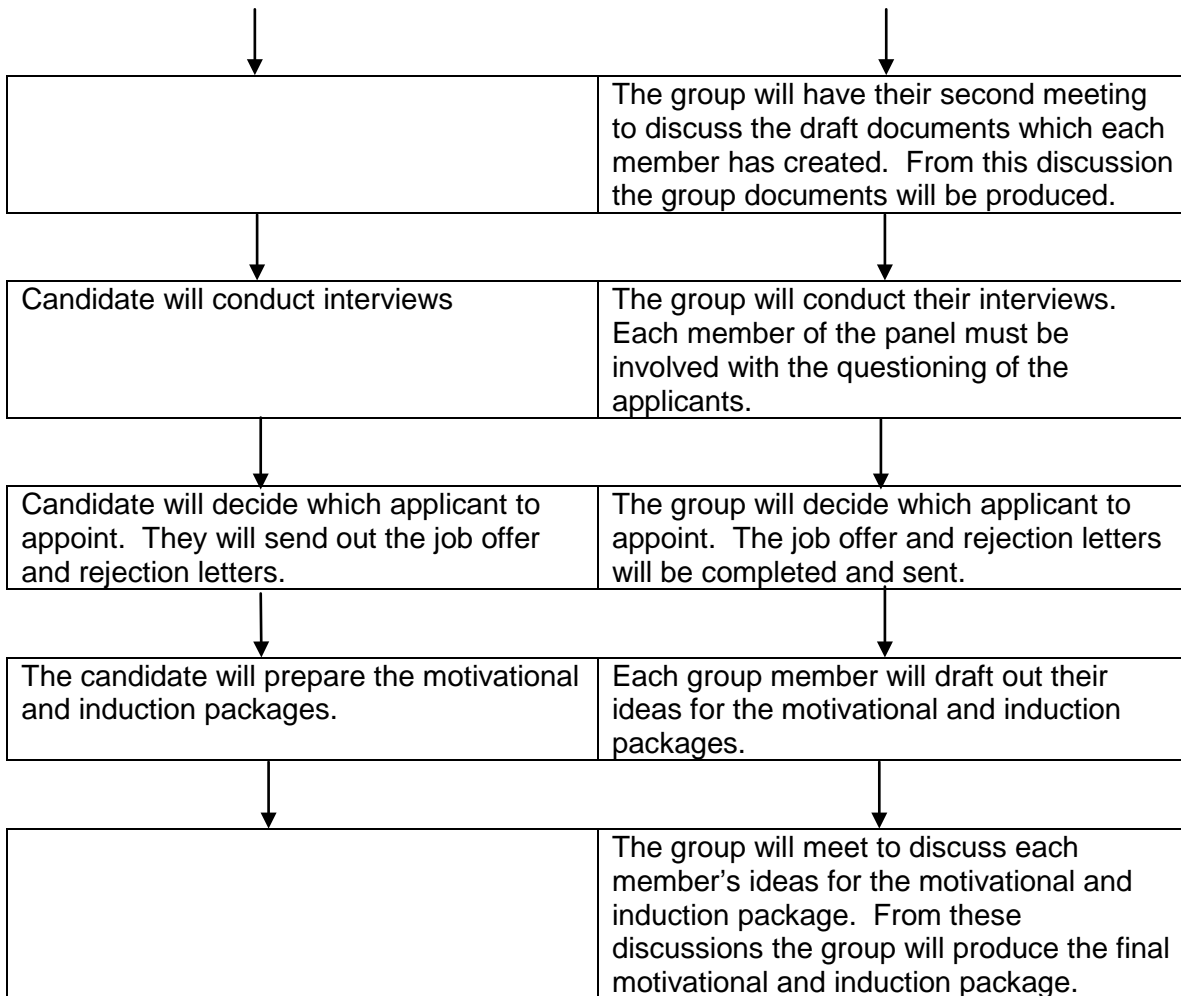 The group will have their second meeting
to discuss the draft documents which each
member has created.  From this discussion
the group documents will be produced.
Candidate will conduct interviews
The group will conduct their interviews.
Each member of the panel must be
involved with the questioning of the
applicants.
Candidate will decide which applicant to
appoint.  They will send out the job offer
and rejection letters.
The group will decide which applicant to
appoint.  The job offer and rejection letters
will be completed and sent.
The candidate will prepare the motivational
and induction packages.
Each group member will draft out their
ideas for the motivational and induction
packages.
The group will meet to discuss each
member's ideas for the motivational and
induction package.  From these
discussions the group will produce the final
motivational and induction package.